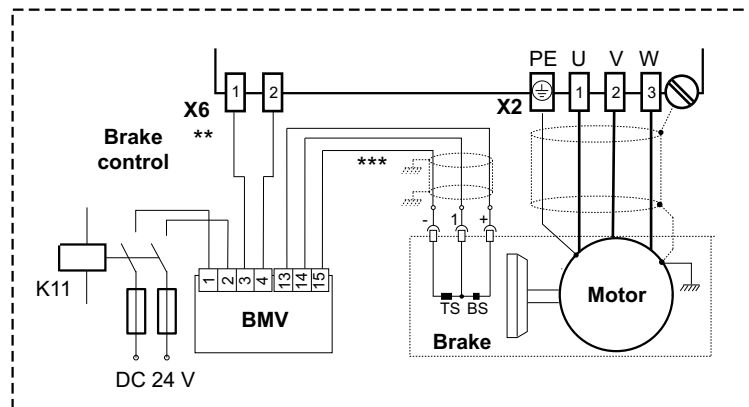 PE U V W
1 2 1 2 3
X6 X2
**
Brake
control
***
- 1 +
K11
1 2 3 4 13 14 15
BMV
TS BS
Motor
Brake
DC 24 V